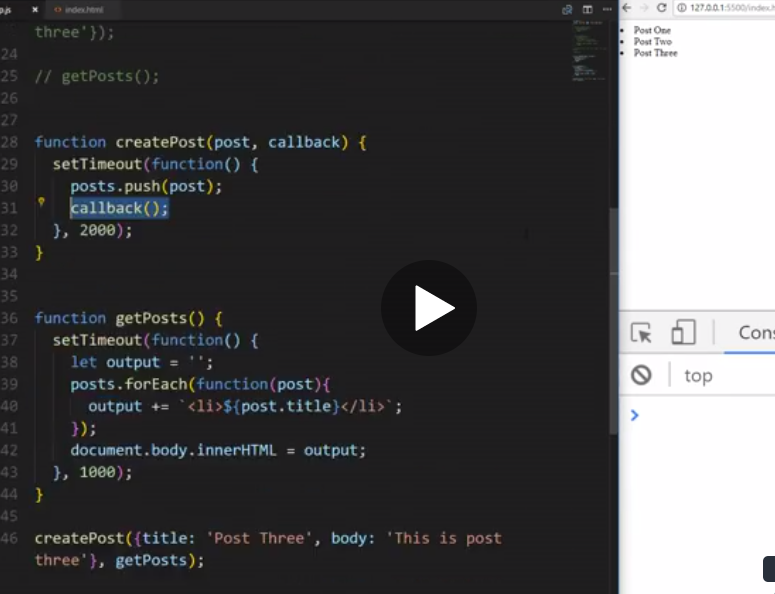 p.js × <> index.html
127.0.0.1:5500/index.h
three'});
24
25 // getPosts();
26
27
28 function createPost(post, callback) {
29 setTimeout(function() {
30 posts.push(post);
31 callback();
32 }, 2000);
33 }
34
35
36 function getPosts() {
37 setTimeout(function() {
38 let output = '';
39 posts.forEach(function(post){
40 output += `<li>${post.title}</li>`;
41 });
42 document.body.innerHTML = output;
43 }, 1000);
44 }
45
46 createPost({title: 'Post Three', body: 'This is post
three'}, getPosts);
Post One
Post Two
Post Three
Cons
top